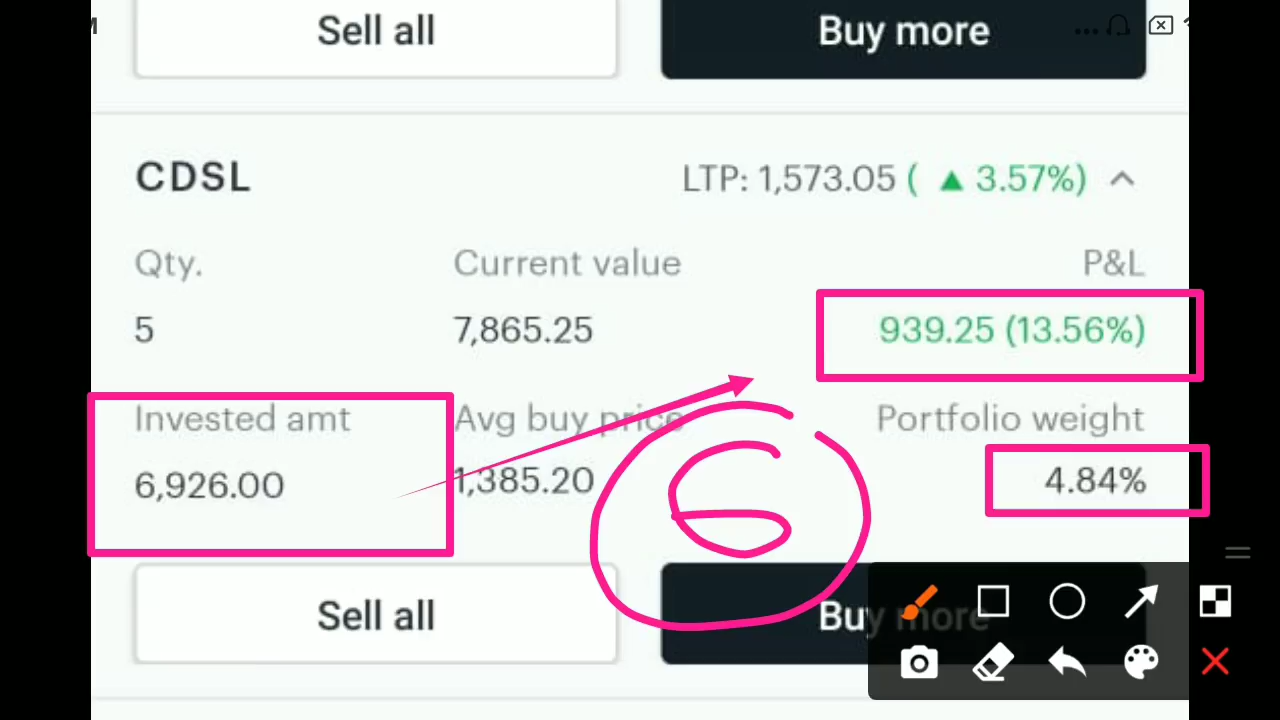 Sell all Buy more
CDSL LTP: 1,573.05 ( ▲ 3.57%)
Qty. Current value P&L
5 7,865.25 939.25 (13.56%)
Invested amt Avg buy price Portfolio weight
6,926.00 1,385.20 4.84%
6
Sell all Buy more